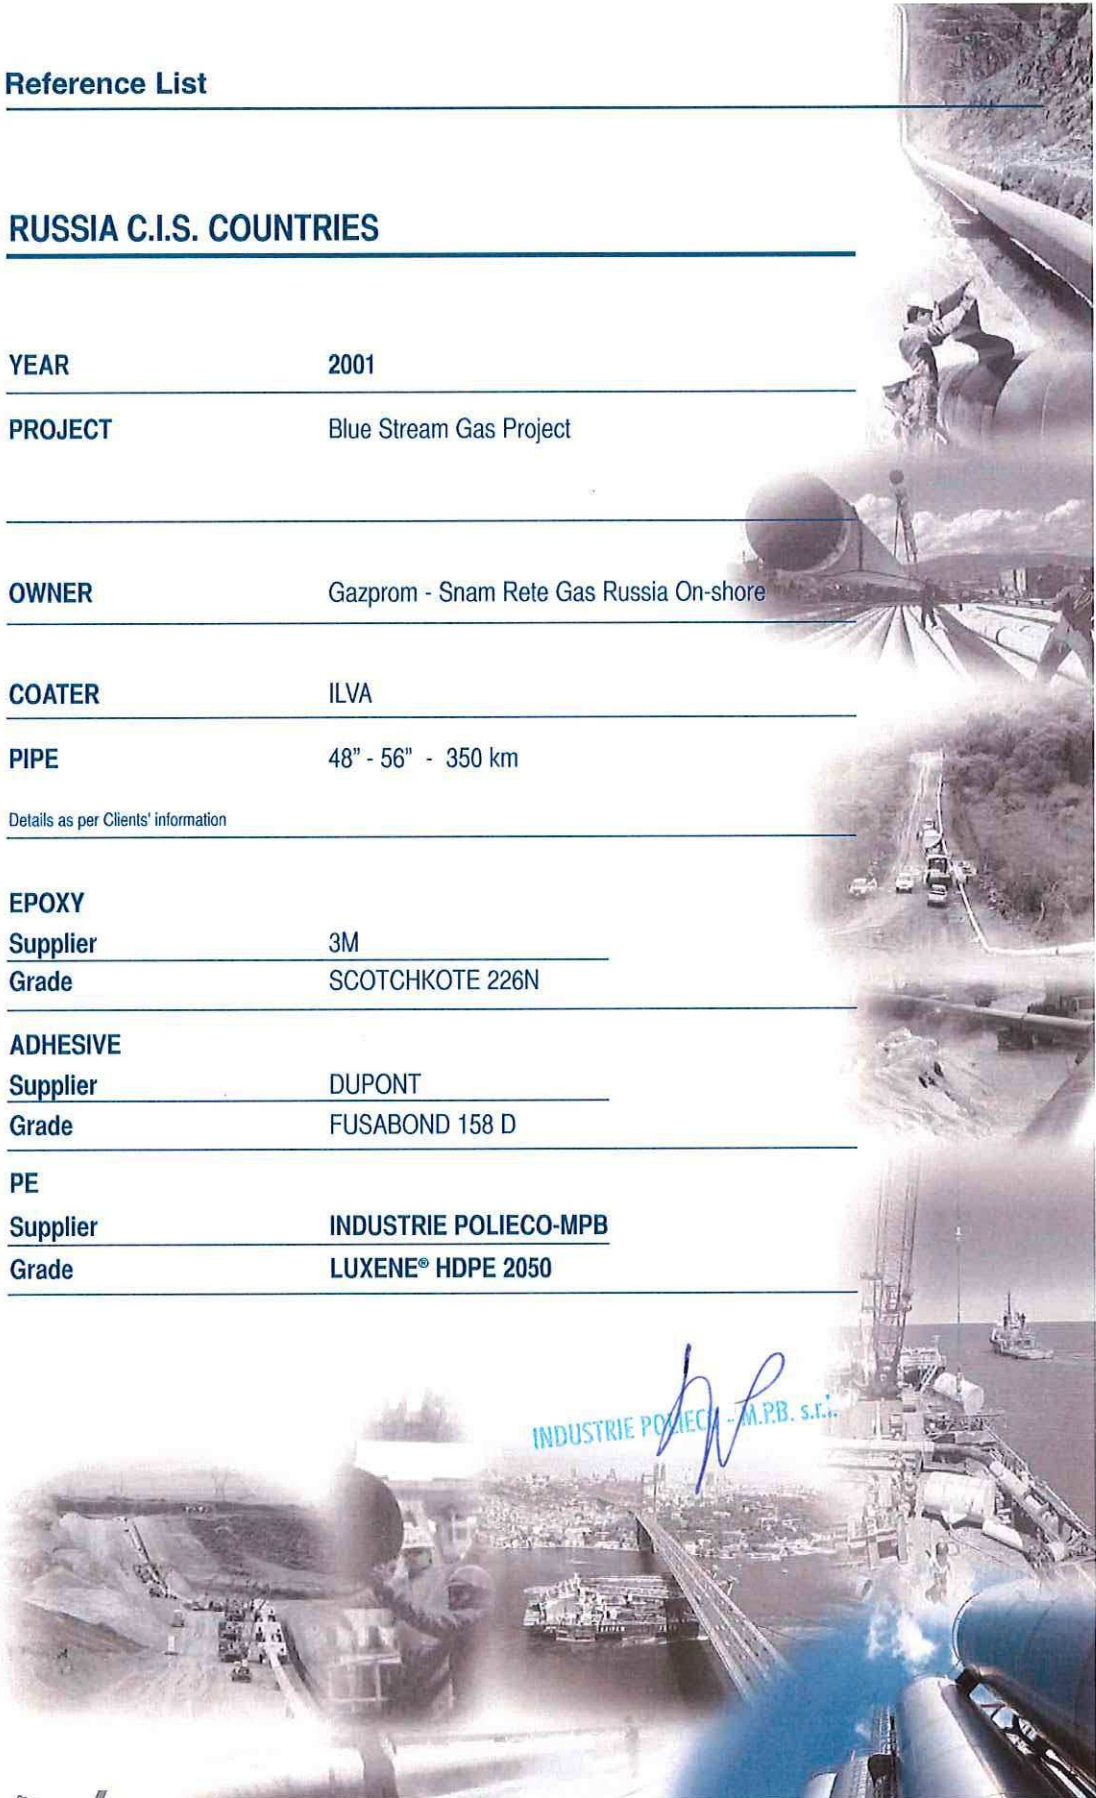 Reference List
RUSSIA C.I.S. COUNTRIES
YEAR 2001
PROJECT Blue Stream Gas Project
OWNER Gazprom - Snam Rete Gas Russia On-shore
COATER ILVA
PIPE 48” - 56” - 350 km
Details as per Clients' information
EPOXY
Supplier 3M
Grade SCOTCHKOTE 226N
ADHESIVE
Supplier DUPONT
Grade FUSABOND 158 D
PE
Supplier INDUSTRIE POLIECO-MPB
Grade LUXENE® HDPE 2050
INDUSTRIE POLIECO - M.P.B. s.r.l.